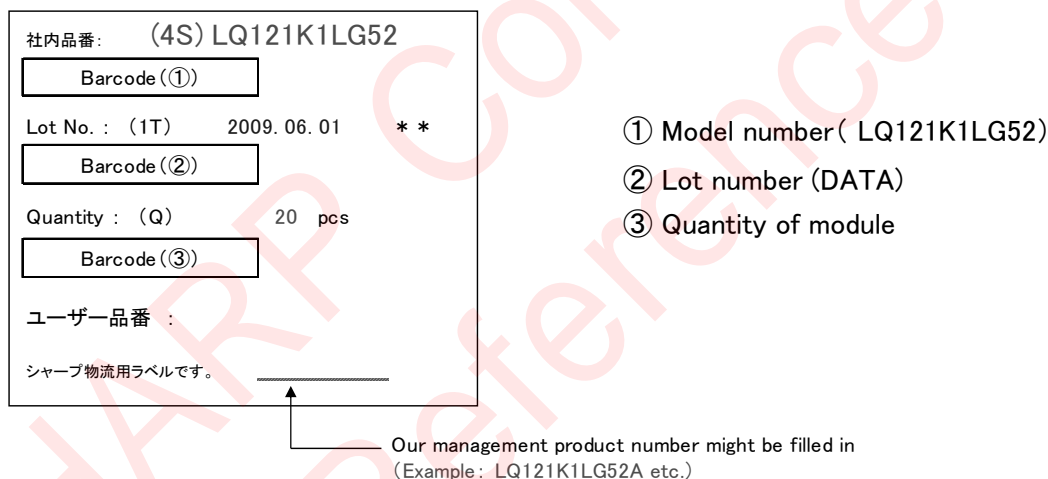 社内品番: (4S) LQ121K1LG52
Barcode(①)
Lot No. : (1T) 2009. 06. 01 **
Barcode(②)
Quantity : (Q) 20 pcs
Barcode(③)
ユーザー品番 :
シャープ物流用ラベルです。
① Model number( LQ121K1LG52)
② Lot number (DATA)
③ Quantity of module
Our management product number might be filled in
(Example: LQ121K1LG52A etc.)